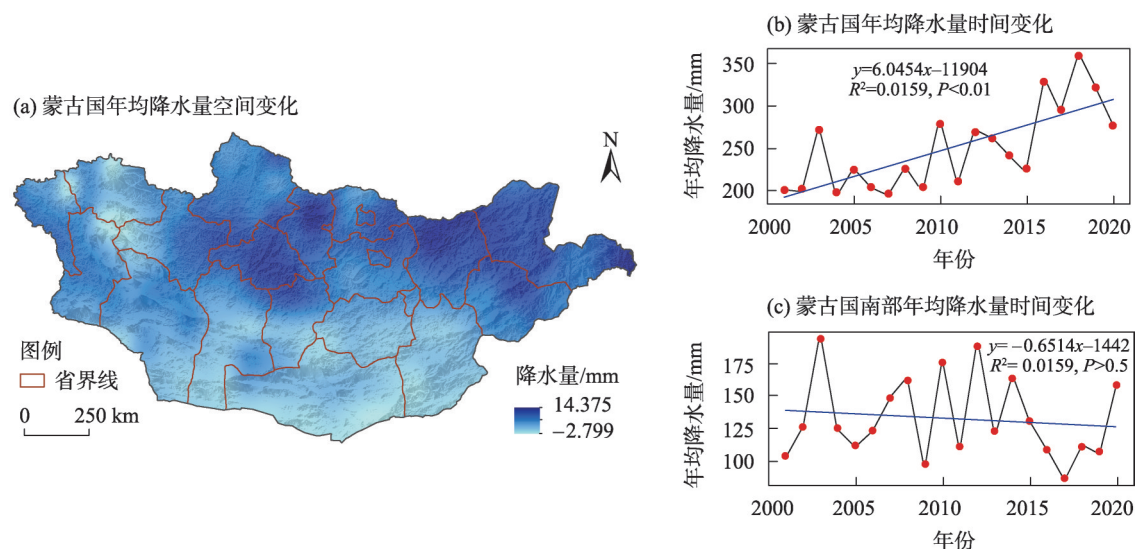 (a) 蒙古国年均降水量空间变化
N
图例
省界线
0 250 km
降水量/mm
14.375
−2.799
(b) 蒙古国年均降水量时间变化
年均降水量/mm
350
300
250
200
y=6.0454x−11904
R²=0.0159, P<0.01
2000 2005 2010 2015 2020
年份
(c) 蒙古国南部年均降水量时间变化
年均降水量/mm
175
150
125
100
y= −0.6514x−1442
R²= 0.0159, P>0.5
2000 2005 2010 2015 2020
年份